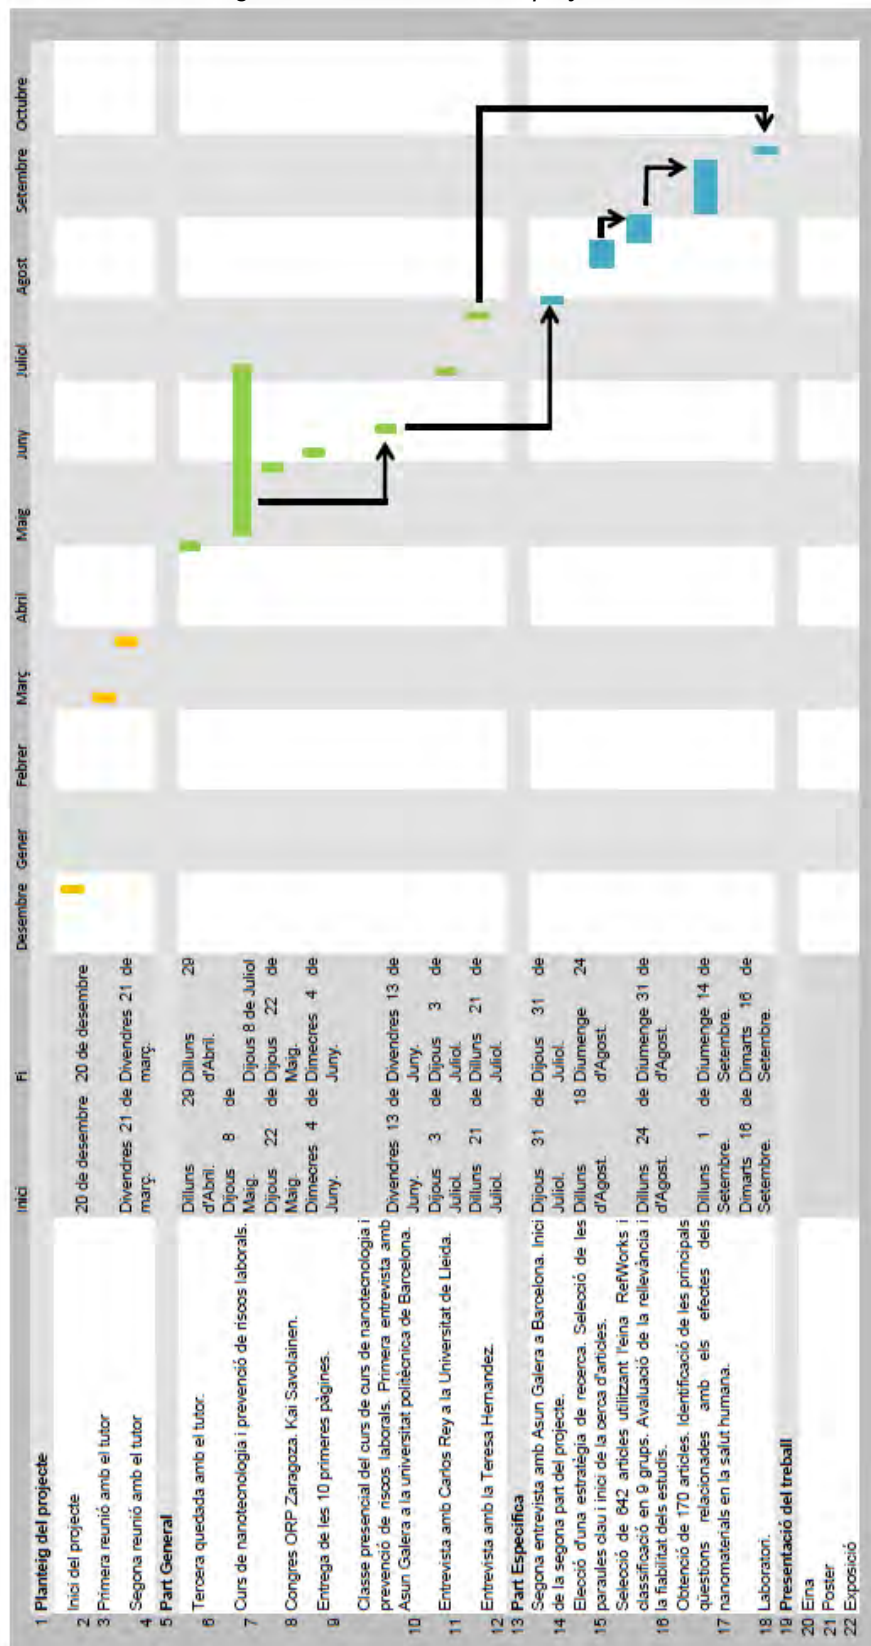 Inici Fi Desembre Gener Febrer Març Abril Maig Juny Juliol Agost Setembre Octubre
1 Planteig del projecte
2 Inici del projecte 20 de desembre 20 de desembre
3 Primera reunió amb el tutor
4 Segona reunió amb el tutor Divendres 21 de març. Divendres 21 de març.
5 Part General
6 Tercera quedada amb el tutor. Dilluns 29 d'Abril. Dilluns 29 d'Abril.
7 Curs de nanotecnologia i prevenció de riscos laborals. Dijous 8 de Maig. Dijous 8 de Juliol
8 Congres ORP Zaragoza. Kai Savolainen. Dijous 22 de Maig. Dijous 22 de Maig.
9 Entrega de les 10 primeres pàgines. Dimecres 4 de Juny. Dimecres 4 de Juny.
Classe presencial del curs de curs de nanotecnologia i
prevenció de riscos laborals. Primera entrevista amb
10 Asun Galera a la universitat politècnica de Barcelona. Divendres 13 de Juny. Divendres 13 de Juny.
11 Entrevista amb Carlos Rey a la Universitat de Lleida. Dijous 3 de Juliol. Dijous 3 de Juliol.
12 Entrevista amb la Teresa Hernandez. Dilluns 21 de Juliol. Dilluns 21 de Juliol.
13 Part Específica
Segona entrevista amb Asun Galera a Barcelona. Inici
14 de la segona part del projecte. Dijous 31 de Juliol. Dijous 31 de Juliol.
Elecció d'una estratègia de recerca. Selecció de les
15 paraules clau i inici de la cerca d'articles. Dilluns 18 d'Agost. Diumenge 24 d'Agost.
Selecció de 642 articles utilitzant l'eina RefWorks i
classificació en 9 grups. Avaluació de la rellevància i
16 la fiabilitat dels estudis. Dilluns 24 de d'Agost. Diumenge 31 de d'Agost.
Obtenció de 170 articles. Identificació de les principals
qüestions relacionades amb els efectes dels
17 nanomaterials en la salut humana. Dilluns 1 de Setembre. Diumenge 14 de Setembre.
18 Laboratori. Dimarts 16 de Setembre. Dimarts 16 de Setembre.
19 Presentació del treball
20 Ena
21 Poster
22 Exposició